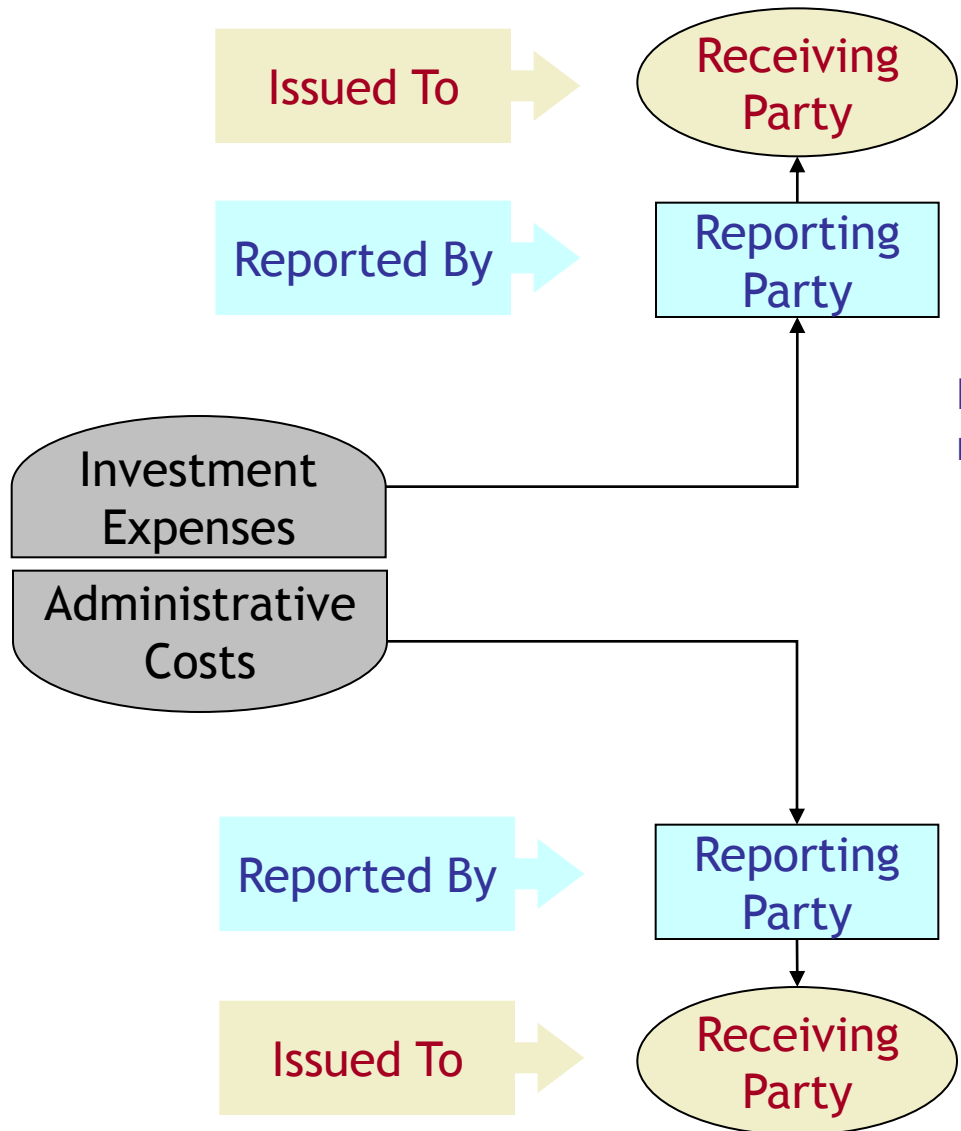 Issued To
Receiving
Party
Reported By
Reporting
Party
Investment
Expenses
Administrative
Costs
Reported By
Reporting
Party
Issued To
Receiving
Party